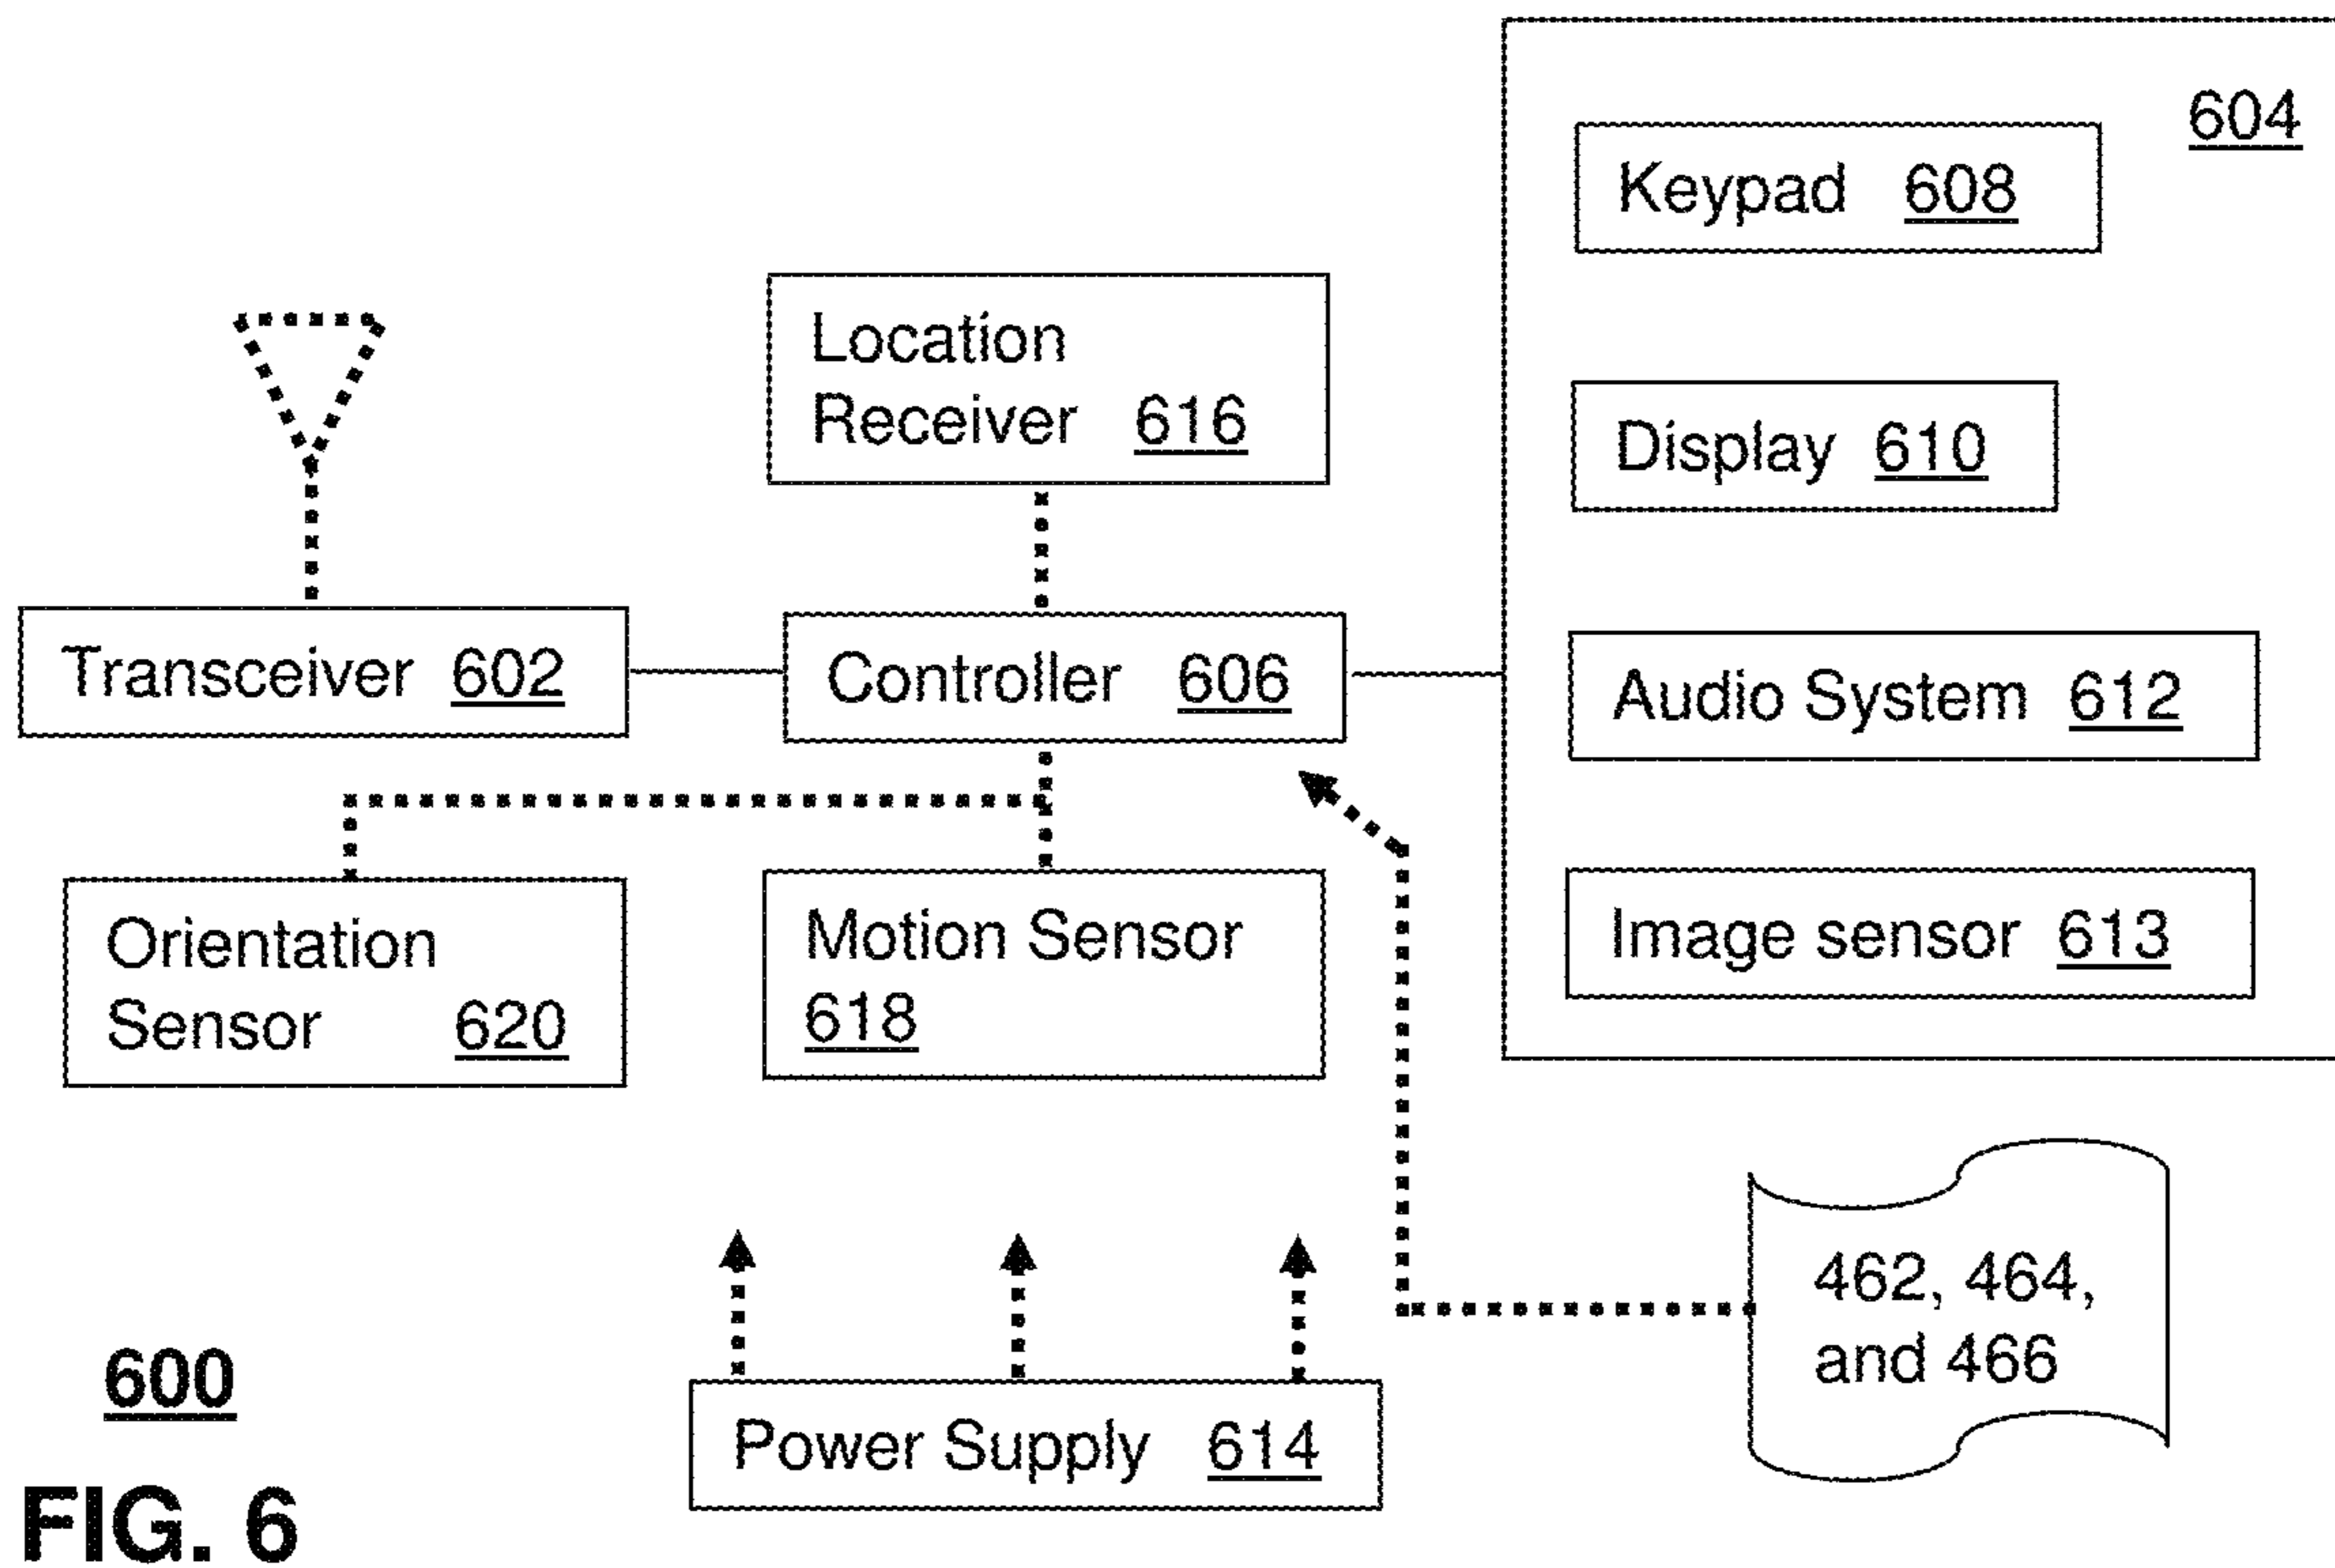 604
Keypad 608
Location
Receiver 616
Display 610
Transceiver 602
Controller 606
Audio System 612
Orientation
Sensor 620
Motion Sensor
618
Image sensor 613
462, 464,
and 466
600
Power Supply 614
FIG. 6